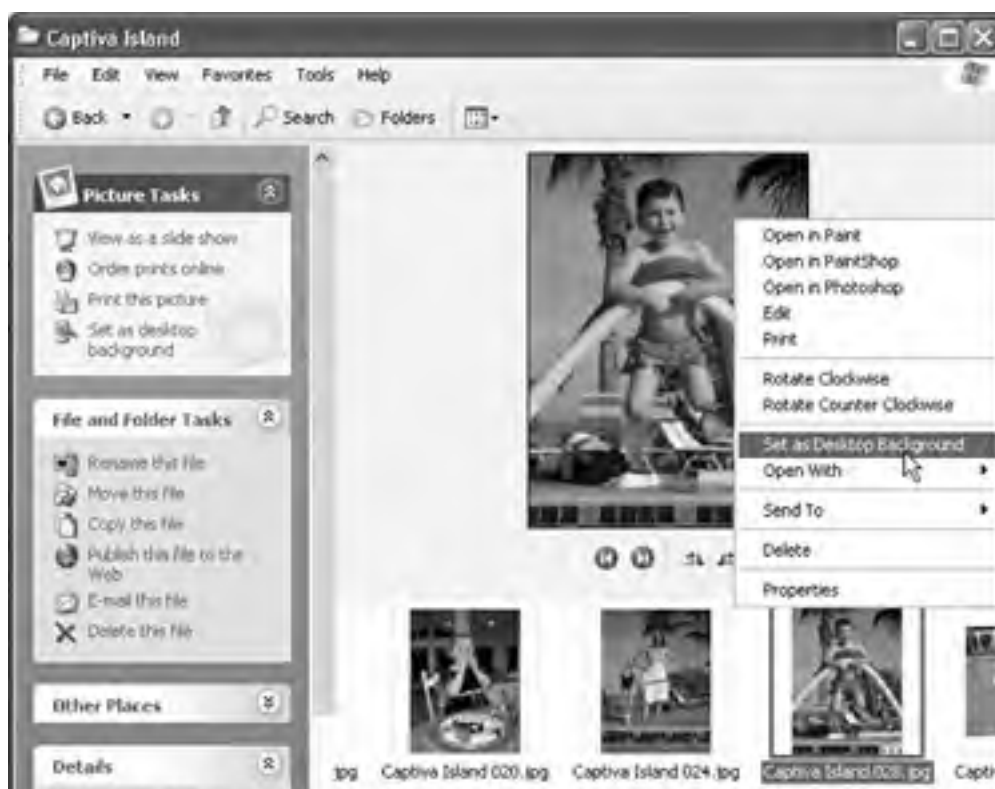 Captiva Island
File Edit View Favorites Tools Help
Back Search Folders
Picture Tasks
View as a slide show
Order prints online
Print this picture
Set as desktop
background
File and Folder Tasks
Rename this file
Move this file
Copy this file
Publish this file to the
Web
E-mail this file
Delete this file
Other Places
Details
Open in Paint
Open in PaintShop
Open in Photoshop
Edit
Print
Rotate Clockwise
Rotate Counter Clockwise
Set as Desktop Background
Open With
Send To
Delete
Properties
jpg Captiva Island 020.jpg Captiva Island 024.jpg Captiva Island 028.jpg Capti